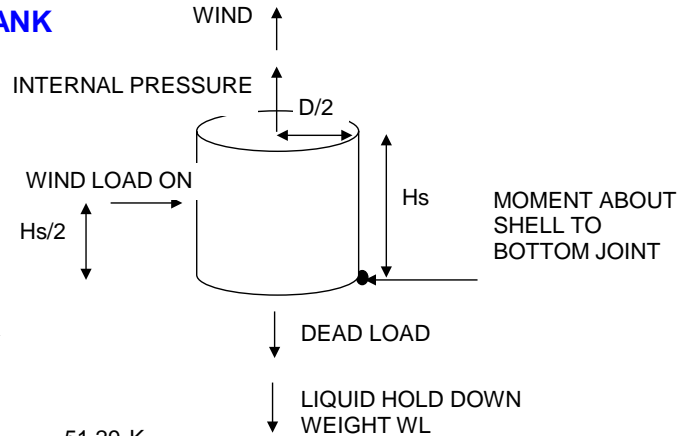 ANK
WIND
INTERNAL PRESSURE
D/2
WIND LOAD ON
Hs
Hs/2
MOMENT ABOUT
SHELL TO
BOTTOM JOINT
DEAD LOAD
LIQUID HOLD DOWN
WEIGHT WL